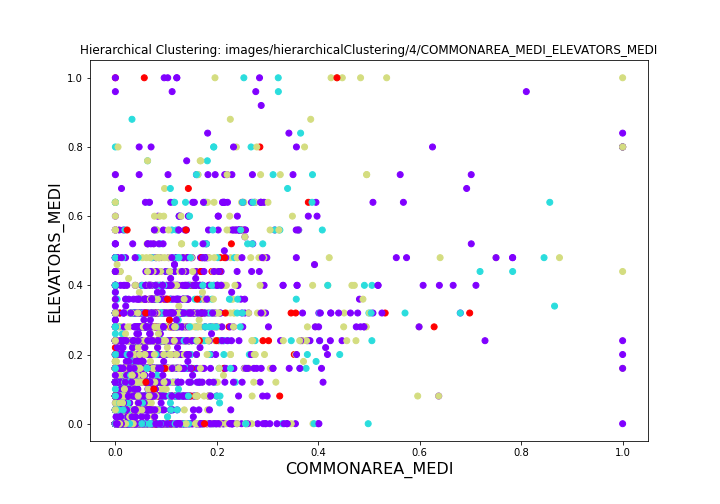 Hierarchical Clustering: images/hierarchicalClustering/4/COMMONAREA_MEDI_ELEVATORS_MEDI
1.0
0.8
0.6
0.4
0.2
0.0
ELEVATORS_MEDI
0.0 0.2 0.4 0.6 0.8 1.0
COMMONAREA_MEDI